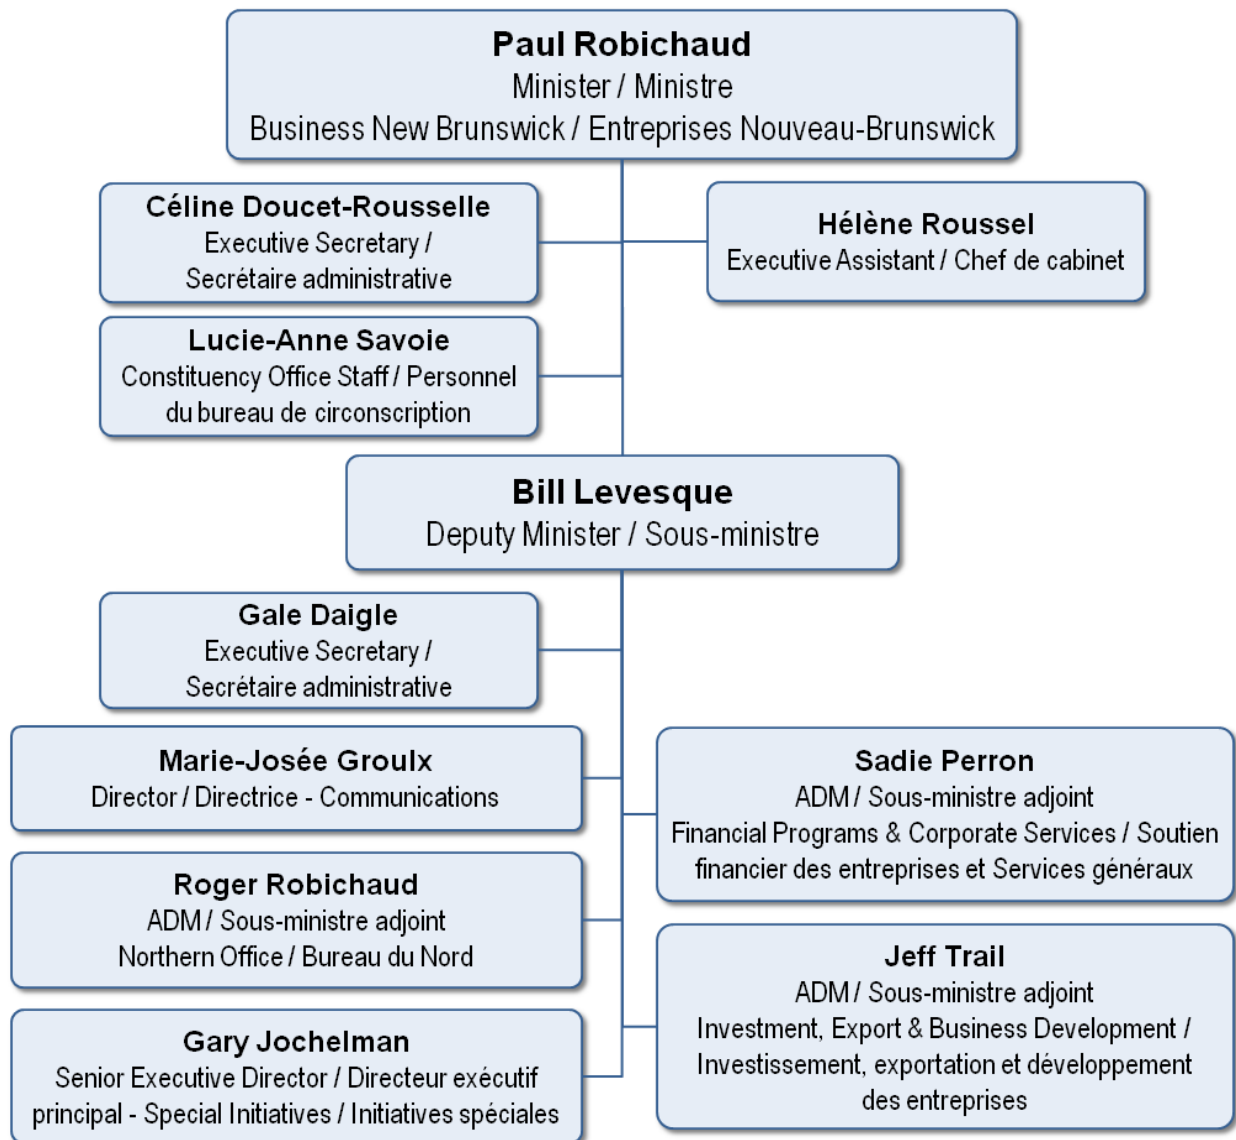 Paul Robichaud
Minister / Ministre
Business New Brunswick / Entreprises Nouveau-Brunswick
Céline Doucet-Rousselle
Executive Secretary /
Secrétaire administrative
Hélène Roussel
Executive Assistant / Chef de cabinet
Lucie-Anne Savoie
Constituency Office Staff / Personnel
du bureau de circonscription
Bill Levesque
Deputy Minister / Sous-ministre
Gale Daigle
Executive Secretary /
Secrétaire administrative
Marie-Josée Groulx
Director / Directrice - Communications
Sadie Perron
ADM / Sous-ministre adjoint
Financial Programs & Corporate Services / Soutien
financier des entreprises et Services généraux
Roger Robichaud
ADM / Sous-ministre adjoint
Northern Office / Bureau du Nord
Jeff Trail
ADM / Sous-ministre adjoint
Investment, Export & Business Development /
Investissement, exportation et développement
des entreprises
Gary Jochelman
Senior Executive Director / Directeur exécutif
principal - Special Initiatives / Initiatives spéciales